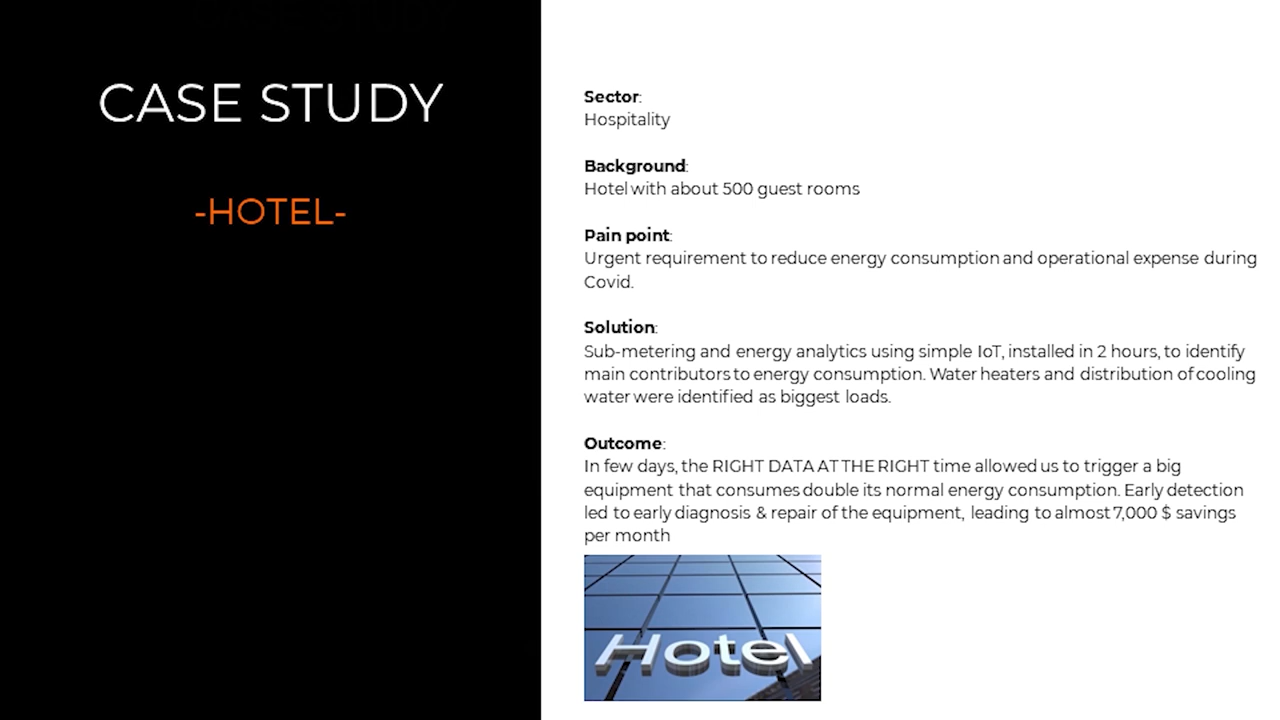 CASE STUDY
-HOTEL-
Sector:
Hospitality
Background:
Hotel with about 500 guest rooms
Pain point:
Urgent requirement to reduce energy consumption and operational expense during
Covid.
Solution:
Sub-metering and energy analytics using simple IoT, installed in 2 hours, to identify
main contributors to energy consumption. Water heaters and distribution of cooling
water were identified as biggest loads.
Outcome:
In few days, the RIGHT DATA AT THE RIGHT time allowed us to trigger a big
equipment that consumes double its normal energy consumption. Early detection
led to early diagnosis & repair of the equipment, leading to almost 7,000 $ savings
per month
Hotel